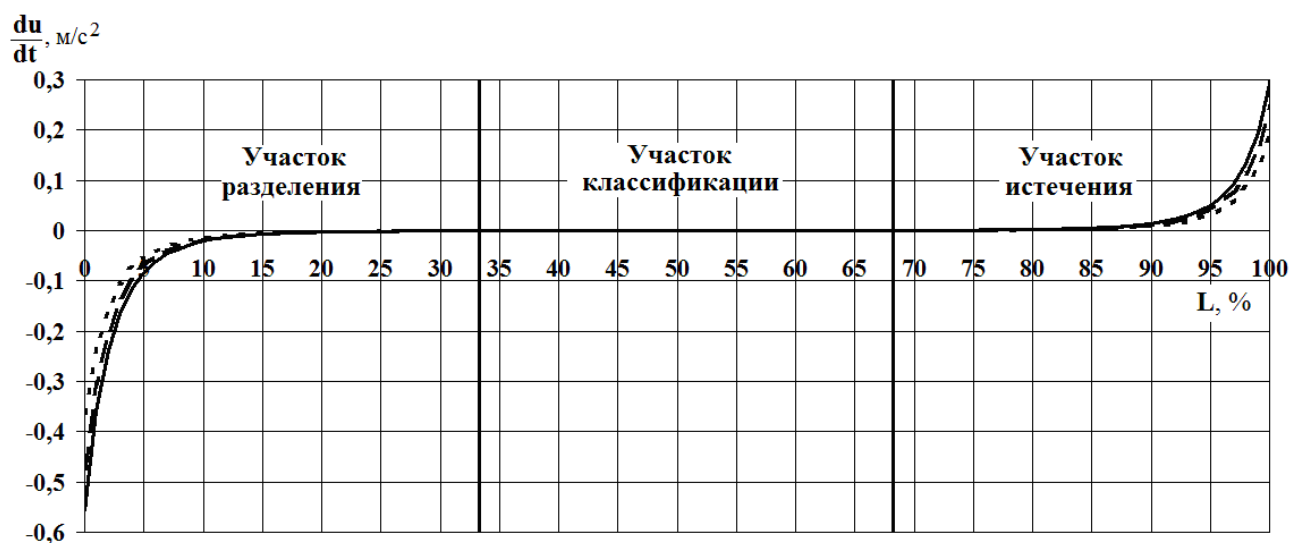 du
dt
, м/с²
0,3
0,2
Участок
разделения
Участок
классификации
Участок
истечения
0,1
0
0 5 10 15 20 25 30 35 40 45 50 55 60 65 70 75 80 85 90 95 100
-0,1
L, %
-0,2
-0,3
-0,4
-0,5
-0,6